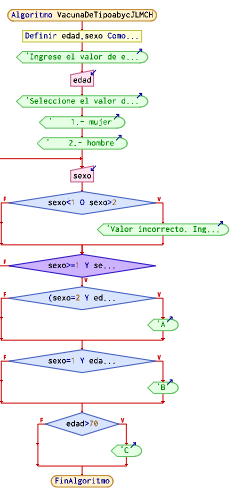 Algoritmo VacunaDeTipoabycJLMCH
Definir edad,sexo Como...
'Ingrese el valor de e...
edad
'Seleccione el valor d...
' 1.- mujer'
' 2.- hombre'
sexo
sexo<1 O sexo>2
F V
'Valor incorrecto. Ing...
sexo>=1 Y se...
F
V
(sexo=2 Y ed...
F V
'A'
sexo=1 Y eda...
F V
'B'
edad>70
F V
'C'
FinAlgoritmo